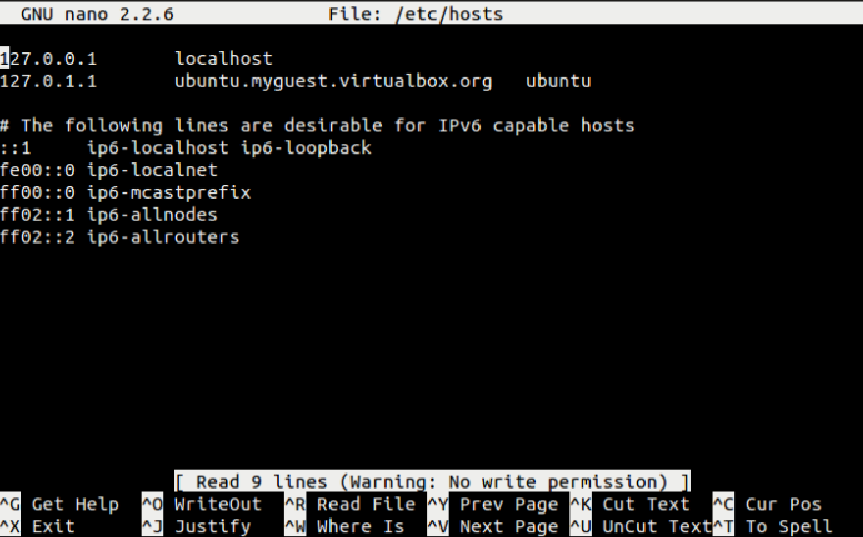 GNU nano 2.2.6 File: /etc/hosts
127.0.0.1 localhost
127.0.1.1 ubuntu.myguest.virtualbox.org ubuntu
# The following lines are desirable for IPv6 capable hosts
::1 ip6-localhost ip6-loopback
fe00::0 ip6-localnet
ff00::0 ip6-mcastprefix
ff02::1 ip6-allnodes
ff02::2 ip6-allrouters
[ Read 9 lines (Warning: No write permission) ]
^G Get Help ^O WriteOut ^R Read File ^Y Prev Page ^K Cut Text ^C Cur Pos
^X Exit ^J Justify ^W Where Is ^V Next Page ^U UnCut Text ^T To Spell